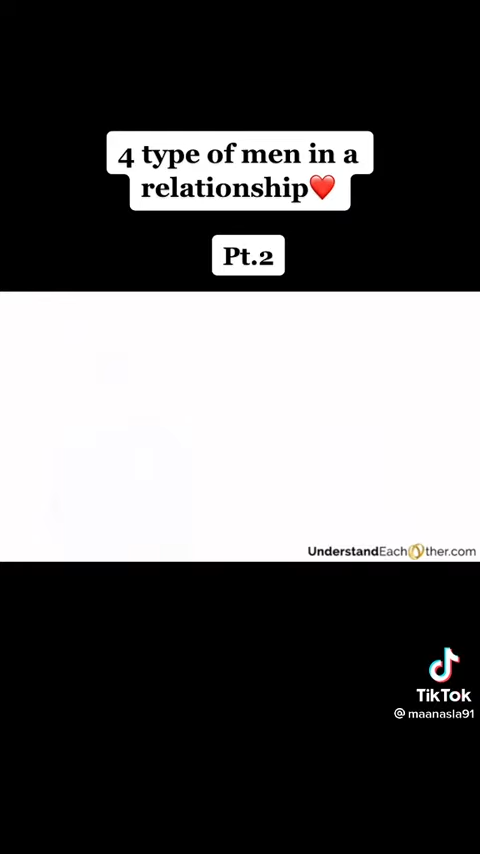 4 type of men in a
relationship❤️
Pt.2
UnderstandEachOther.com
TikTok
@maanasla91